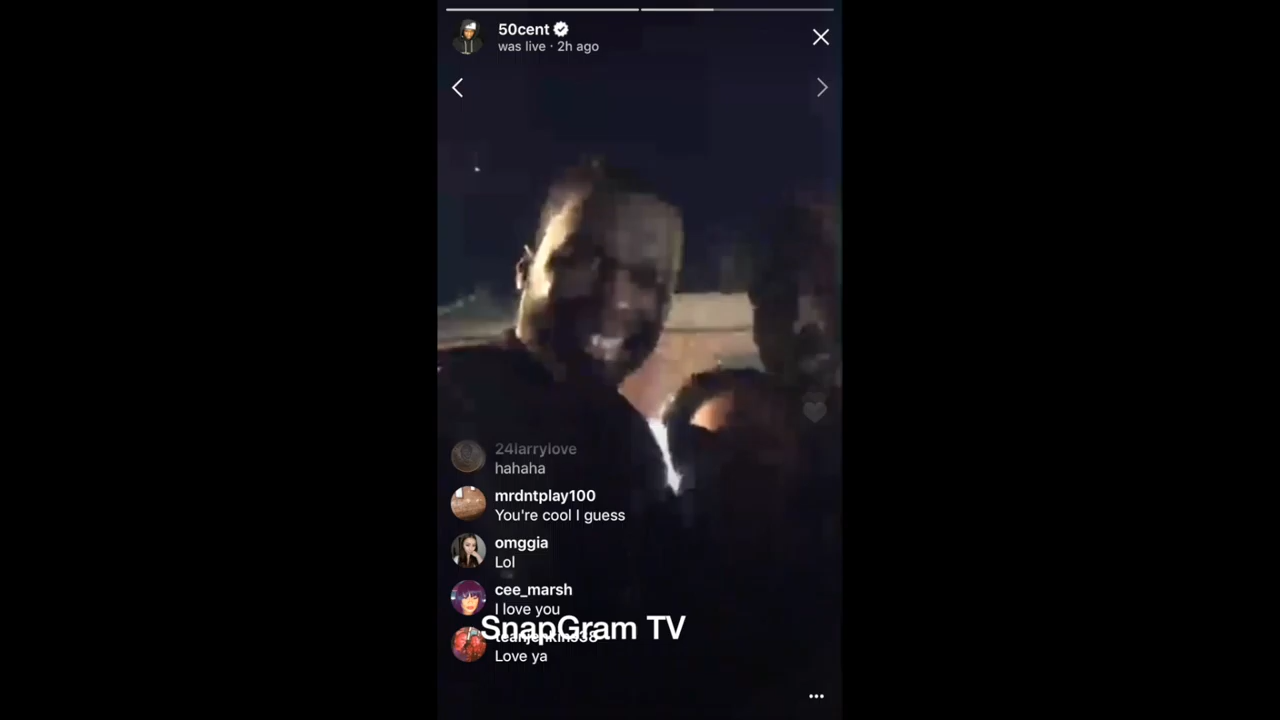 50cent
was live · 2h ago
24larrylove
hahaha
mrdntplay100
You're cool I guess
omggia
Lol
cee_marsh
I love you
SnapGram TV
teanjenkins38
Love ya